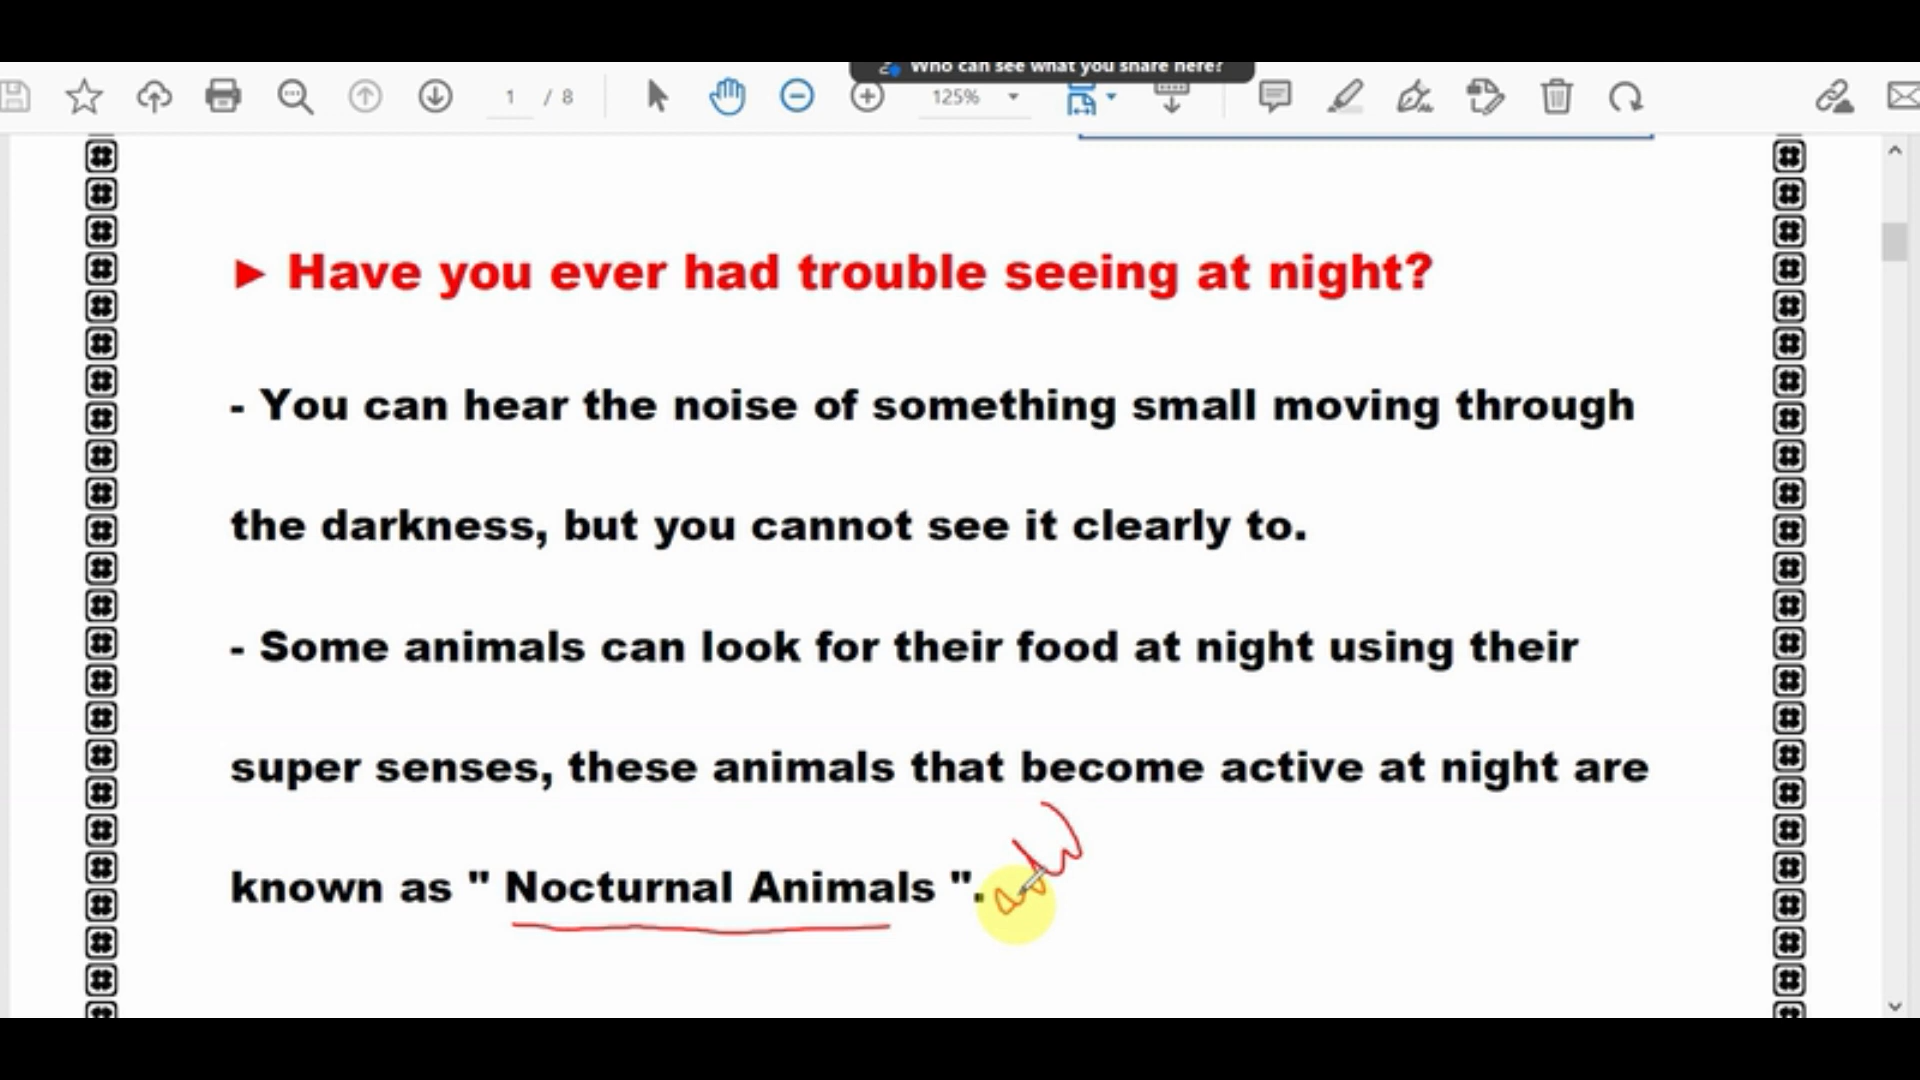 Who can see what you share here?
1 / 8
125%
► Have you ever had trouble seeing at night?
- You can hear the noise of something small moving through
the darkness, but you cannot see it clearly to.
- Some animals can look for their food at night using their
super senses, these animals that become active at night are
known as " Nocturnal Animals ".